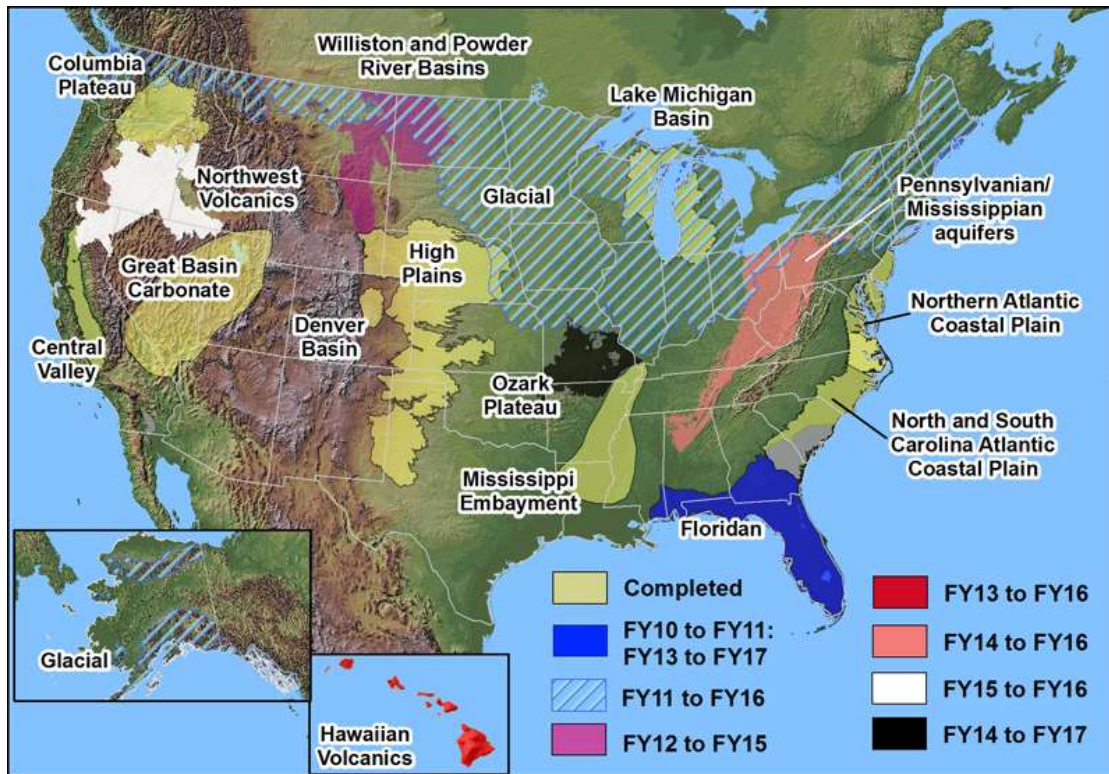 Williston and Powder
River Basins
Columbia
Plateau
Lake Michigan
Basin
Northwest
Volcanics
Glacial
Pennsylvanian/
Mississippian
aquifers
Great Basin
Carbonate
High
Plains
Denver
Basin
Northern Atlantic
Coastal Plain
Central
Valley
Ozark
Plateau
North and South
Carolina Atlantic
Coastal Plain
Mississippi
Embayment
Floridan
Glacial
Hawaiian
Volcanics
Completed
FY10 to FY11:
FY13 to FY17
FY11 to FY16
FY12 to FY15
FY13 to FY16
FY14 to FY16
FY15 to FY16
FY14 to FY17